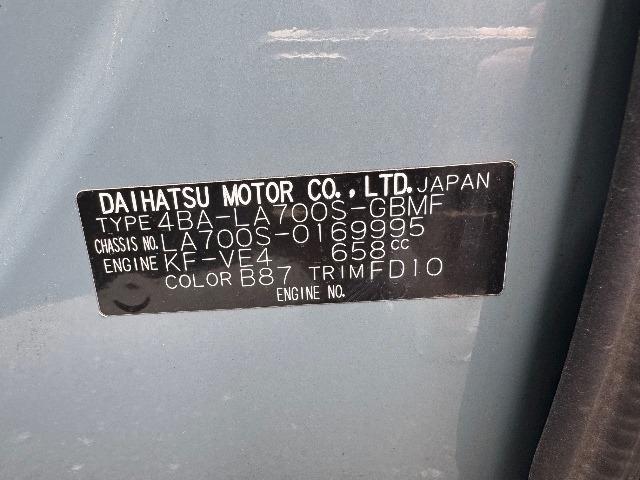 DAIHATSU MOTOR CO., LTD. JAPAN
TYPE 4BA-LA700S-GBMF
CHASSIS NO. LA700S-0169995
ENGINE KF-VE4 658cc
COLOR B87 TRIM FD10
ENGINE NO.